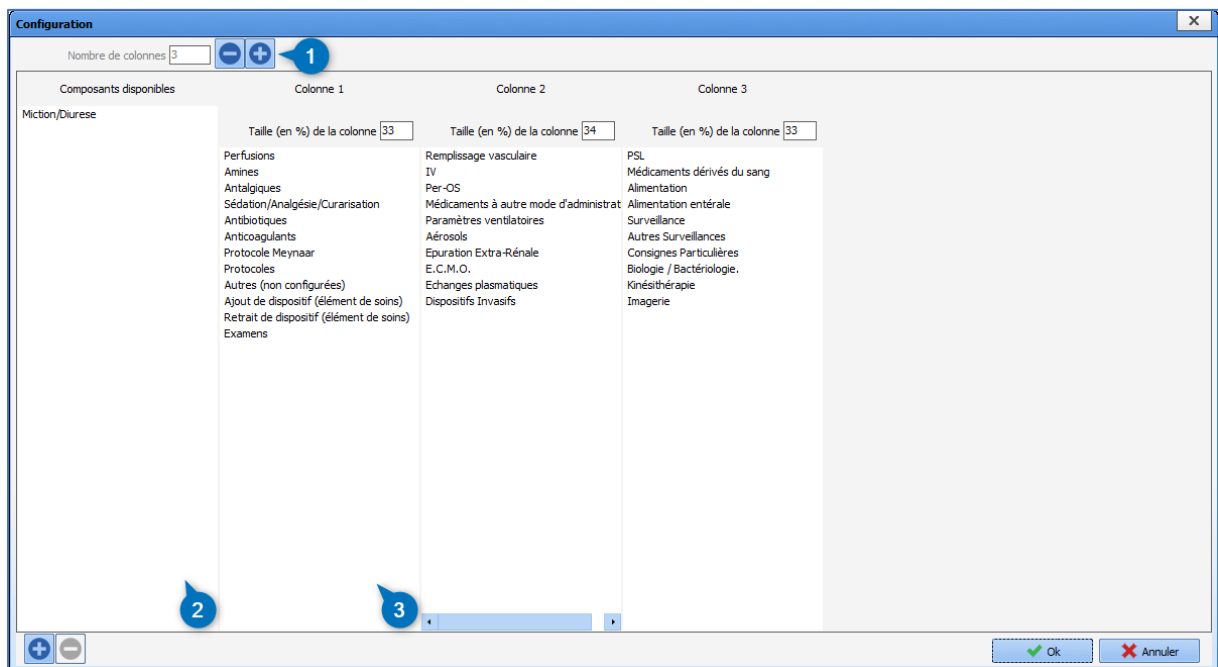 Configuration
Nombre de colonnes 3
1
Composants disponibles
Colonne 1
Colonne 2
Colonne 3
Miction/Diurese
Taille (en %) de la colonne 33
Taille (en %) de la colonne 34
Taille (en %) de la colonne 33
Perfusions
Amines
Antalgiques
Sédation/Analgésie/Curarisation
Antibiotiques
Anticoagulants
Protocole Meynaar
Protocoles
Autres (non configurées)
Ajout de dispositif (élément de soins)
Retrait de dispositif (élément de soins)
Examens
Remplissage vasculaire
IV
Per-OS
Médicaments à autre mode d'administrat
Paramètres ventilatoires
Aérosols
Epuration Extra-Rénale
E.C.M.O.
Echanges plasmatiques
Dispositifs Invasifs
PSL
Médicaments dérivés du sang
Alimentation
Alimentation entérale
Surveillance
Autres Surveillances
Consignes Particulières
Biologie / Bactériologie.
Kinésithérapie
Imagerie
2
3
Ok
Annuler